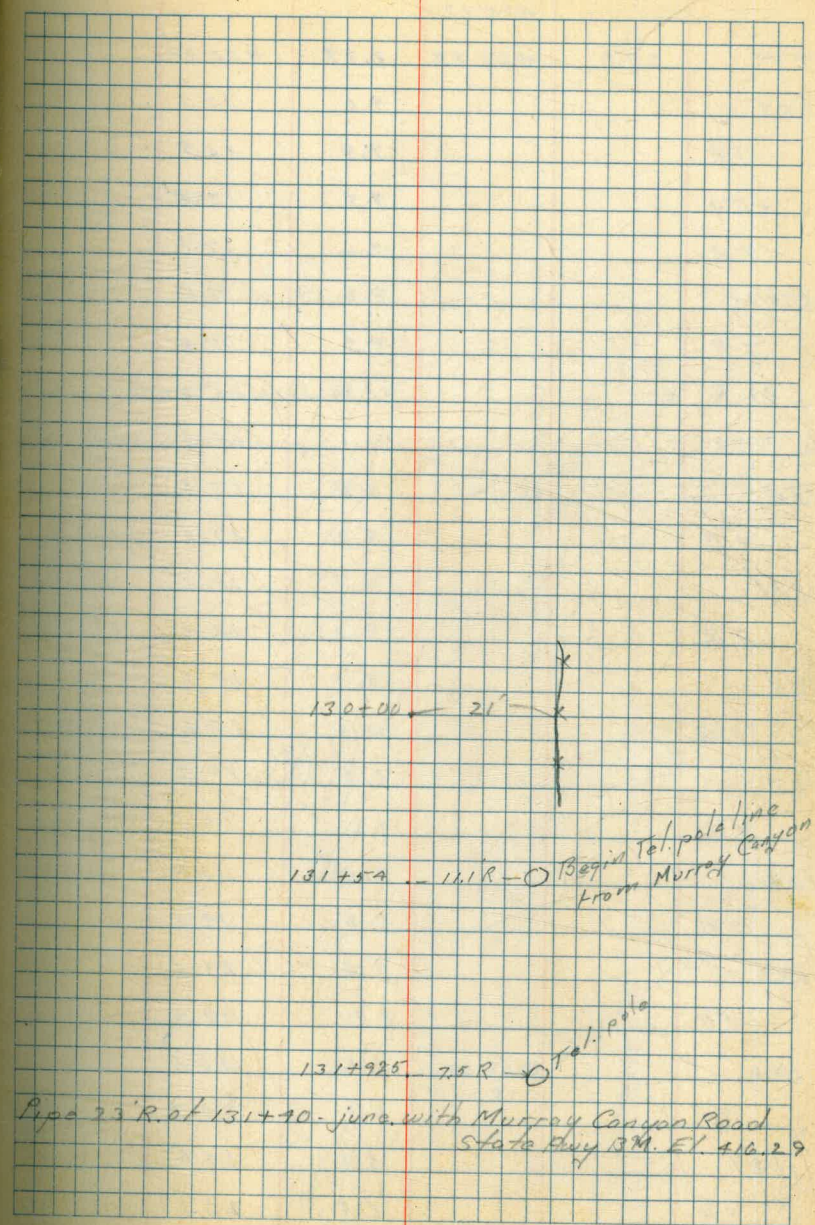 130+00 21'
131+54 11.1'R Begin Tel. pole line
from Murray Canyon
131+92.5 7.5 R Tel. pole
Pipe 23' R. of 131+40 - junc. with Murray Canyon Road
State Hwy B.M. El. 416.29